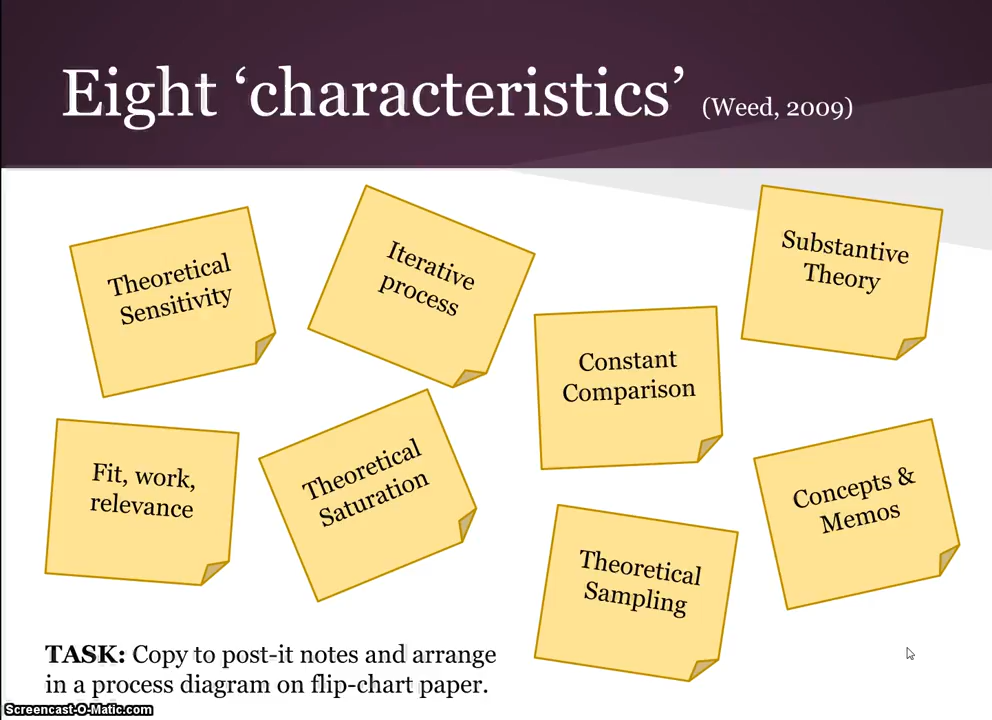 Eight ‘characteristics’ (Weed, 2009)
Theoretical
Sensitivity
Iterative
process
Substantive
Theory
Constant
Comparison
Fit, work,
relevance
Theoretical
Saturation
Concepts &
Memos
Theoretical
Sampling
TASK: Copy to post-it notes and arrange
in a process diagram on flip-chart paper.
Screencast-O-Matic.com